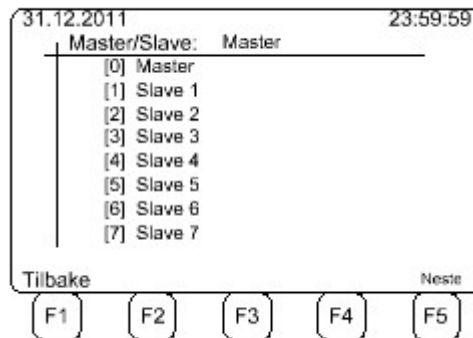 31.12.2011 23:59:59
Master/Slave: Master
[0] Master
[1] Slave 1
[2] Slave 2
[3] Slave 3
[4] Slave 4
[5] Slave 5
[6] Slave 6
[7] Slave 7
Tilbake Neste
F1 F2 F3 F4 F5